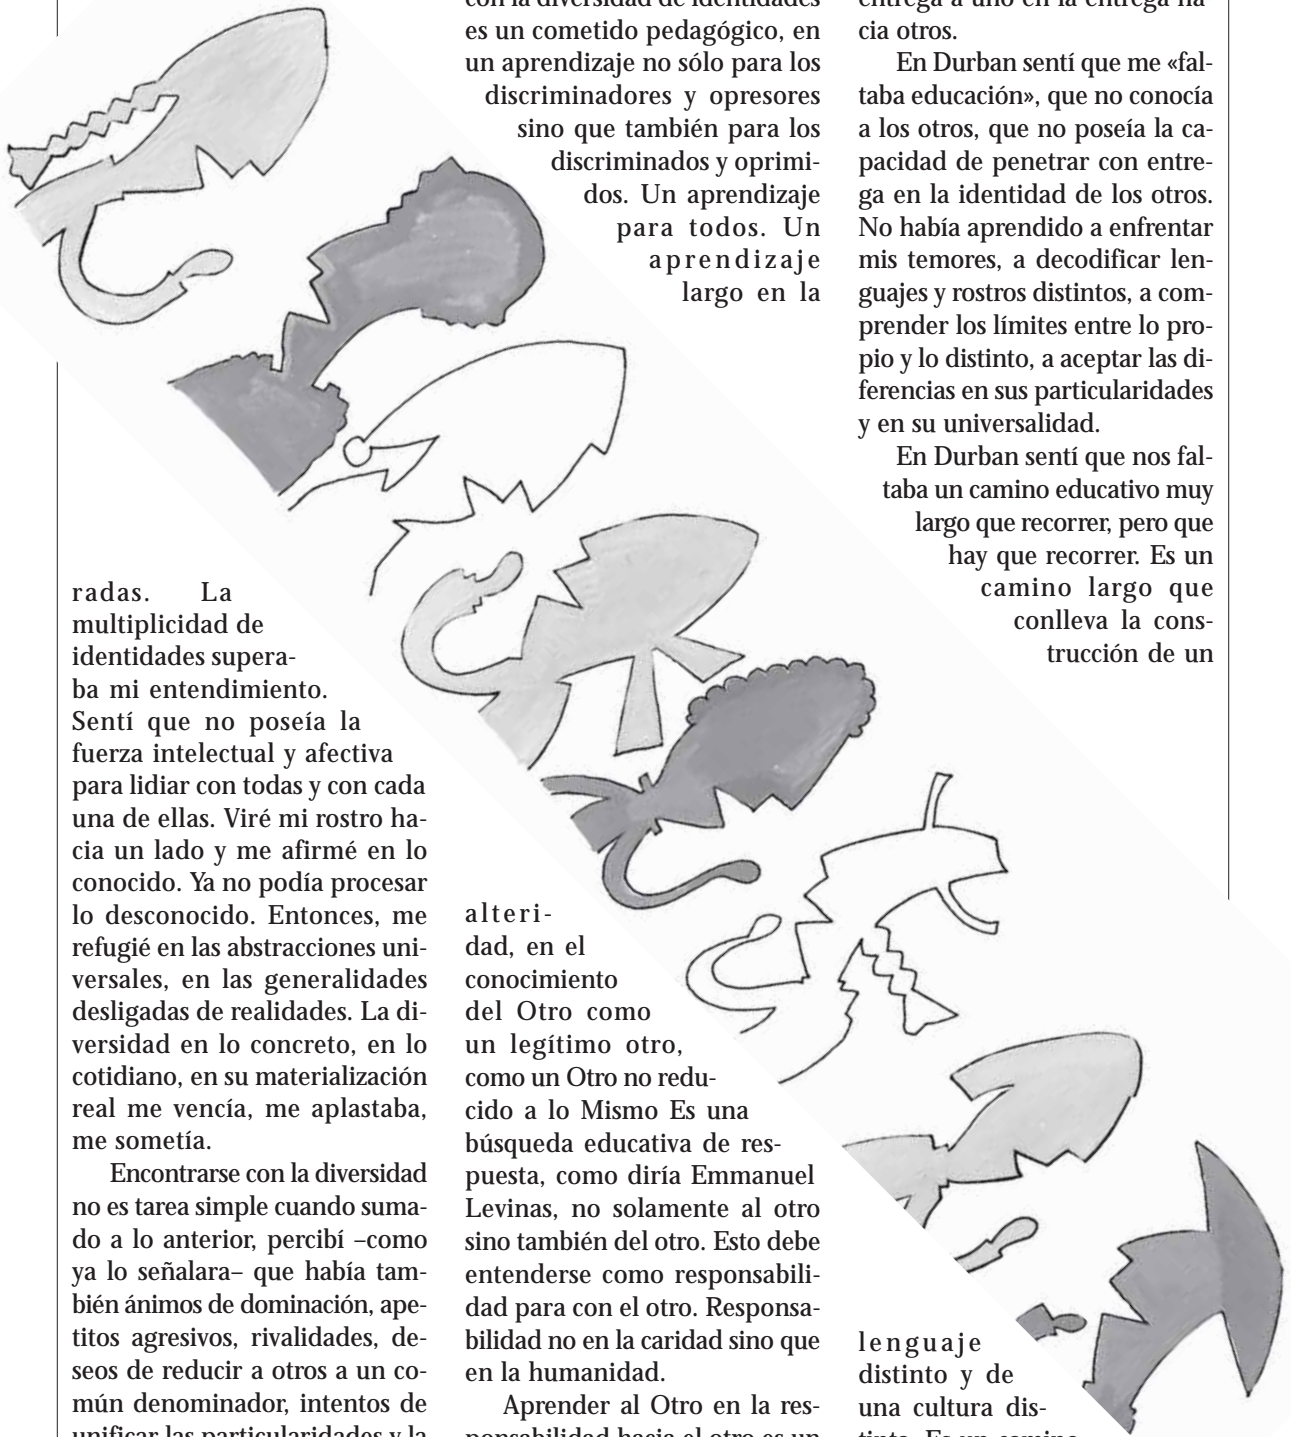 radas. La
multiplicidad de
identidades supera-
ba mi entendimiento.
Sentí que no poseía la
fuerza intelectual y afectiva
para lidiar con todas y con cada
una de ellas. Viré mi rostro ha-
cia un lado y me afirmé en lo
conocido. Ya no podía procesar
lo desconocido. Entonces, me
refugié en las abstracciones uni-
versales, en las generalidades
desligadas de realidades. La di-
versidad en lo concreto, en lo
cotidiano, en su materialización
real me vencía, me aplastaba,
me sometía.
Encontrarse con la diversidad
no es tarea simple cuando suma-
do a lo anterior, percibí –como
ya lo señalara– que había tam-
bién ánimos de dominación, ape-
titos agresivos, rivalidades, de-
seos de reducir a otros a un co-
mún denominador, intentos de
unificar las particularidades y la
con la diversidad de identidades
es un cometido pedagógico, en
un aprendizaje no sólo para los
discriminadores y opresores
sino que también para los
discriminados y oprimi-
dos. Un aprendizaje
para todos. Un
aprendizaje
largo en la
alteri-
dad, en el
conocimiento
del Otro como
un legítimo otro,
como un Otro no redu-
cido a lo Mismo Es una
búsqueda educativa de res-
puesta, como diría Emmanuel
Levinas, no solamente al otro
sino también del otro. Esto debe
entenderse como responsabili-
dad para con el otro. Responsa-
bilidad no en la caridad sino que
en la humanidad.
Aprender al Otro en la res-
ponsabilidad hacia el otro es un
entrega a uno en la entrega ha-
cia otros.
En Durban sentí que me «fal-
taba educación», que no conocía
a los otros, que no poseía la ca-
pacidad de penetrar con entre-
ga en la identidad de los otros.
No había aprendido a enfrentar
mis temores, a decodificar len-
guajes y rostros distintos, a com-
prender los límites entre lo pro-
pio y lo distinto, a aceptar las di-
ferencias en sus particularidades
y en su universalidad.
En Durban sentí que nos fal-
taba un camino educativo muy
largo que recorrer, pero que
hay que recorrer. Es un
camino largo que
conlleva la cons-
trucción de un
lenguaje
distinto y de
una cultura dis-
tinta. Es un camino